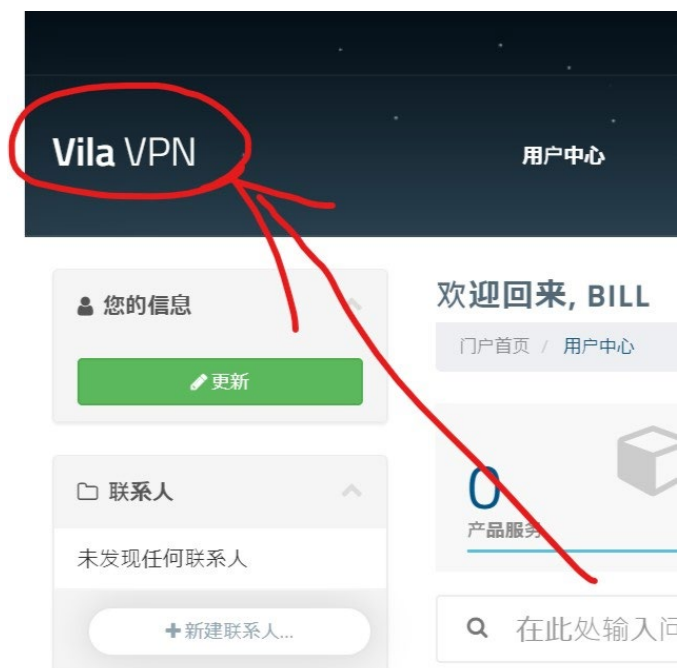 Vila VPN
用户中心
您的信息
更新
联系人
未发现任何联系人
新建联系人...
欢迎回来, BILL
门户首页 / 用户中心
0
产品服务
在此处输入问